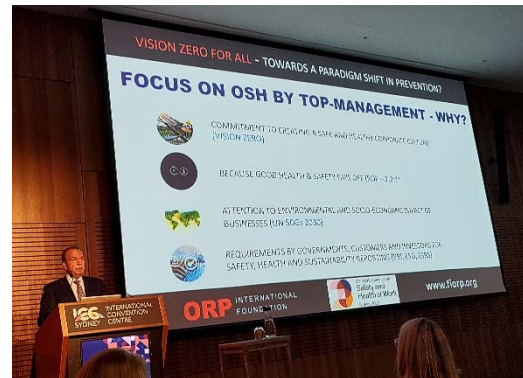 VISION ZERO FOR ALL – TOWARDS A PARADIGM SHIFT IN PREVENTION?
FOCUS ON OSH BY TOP-MANAGEMENT - WHY?
COMMITMENT TO CREATING A SAFE AND HEALTHY CORPORATE CULTURE
(VISION ZERO)
BECAUSE GOOD HEALTH & SAFETY PAYS OFF
ATTENTION TO ENVIRONMENTAL AND SOCIO-ECONOMIC IMPACT OF
BUSINESSES (UN SDGs 2030)
REQUIREMENTS BY GOVERNMENTS, CUSTOMERS AND INVESTORS FOR
SAFETY, HEALTH AND SUSTAINABILITY REPORTING
ORP INTERNATIONAL
FOUNDATION
Safety and
Health at Work
www.fiorp.org
SYDNEY
INTERNATIONAL
CONVENTION
CENTRE